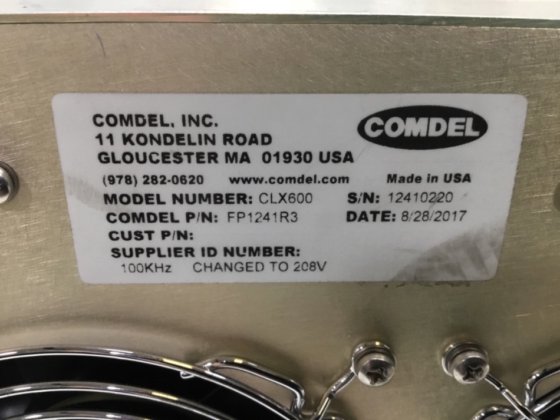 COMDEL, INC.
11 KONDELIN ROAD
GLOUCESTER MA 01930 USA
COMDEL
(978) 282-0620 www.comdel.com Made in USA
MODEL NUMBER: CLX600 S/N: 12410220
COMDEL P/N: FP1241R3 DATE: 8/28/2017
CUST P/N:
SUPPLIER ID NUMBER:
100KHz CHANGED TO 208V